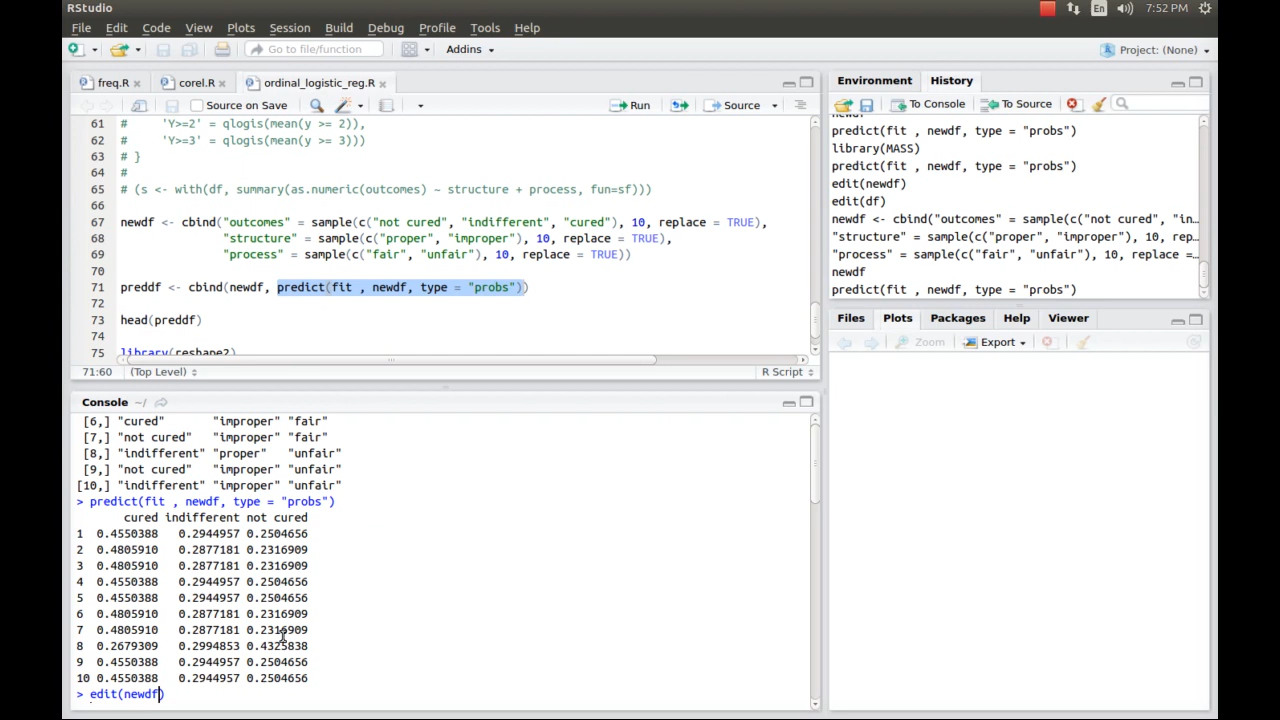 RStudio
En 7:52 PM
File Edit Code View Plots Session Build Debug Profile Tools Help
Go to file/function Addins Project: (None)
freq.R corel.R ordinal_logistic_reg.R
Source on Save Run Source
61 # 'Y>=2' = qlogis(mean(y >= 2)),
62 # 'Y>=3' = qlogis(mean(y >= 3)))
63 # }
64 #
65 # (s <- with(df, summary(as.numeric(outcomes) ~ structure + process, fun=sf)))
66
67 newdf <- cbind("outcomes" = sample(c("not cured", "indifferent", "cured"), 10, replace = TRUE),
68 "structure" = sample(c("proper", "improper"), 10, replace = TRUE),
69 "process" = sample(c("fair", "unfair"), 10, replace = TRUE))
70
71 preddf <- cbind(newdf, predict(fit , newdf, type = "probs"))
72
73 head(preddf)
74
75 library(reshape2)
71:60 (Top Level) R Script
Console ~/
[6,] "cured" "improper" "fair"
[7,] "not cured" "improper" "fair"
[8,] "indifferent" "proper" "unfair"
[9,] "not cured" "improper" "unfair"
[10,] "indifferent" "improper" "unfair"
> predict(fit , newdf, type = "probs")
cured indifferent not cured
1 0.4550388 0.2944957 0.2504656
2 0.4805910 0.2877181 0.2316909
3 0.4805910 0.2877181 0.2316909
4 0.4550388 0.2944957 0.2504656
5 0.4550388 0.2944957 0.2504656
6 0.4805910 0.2877181 0.2316909
7 0.4805910 0.2877181 0.2316909
8 0.2679309 0.2994853 0.4325838
9 0.4550388 0.2944957 0.2504656
10 0.4550388 0.2944957 0.2504656
> edit(newdf)
Environment History
To Console To Source
newdf
predict(fit , newdf, type = "probs")
library(MASS)
predict(fit , newdf, type = "probs")
edit(newdf)
edit(df)
newdf <- cbind("outcomes" = sample(c("not cured", "in…
"structure" = sample(c("proper", "improper"), 10, rep…
"process" = sample(c("fair", "unfair"), 10, replace =…
newdf
predict(fit , newdf, type = "probs")
Files Plots Packages Help Viewer
Zoom Export